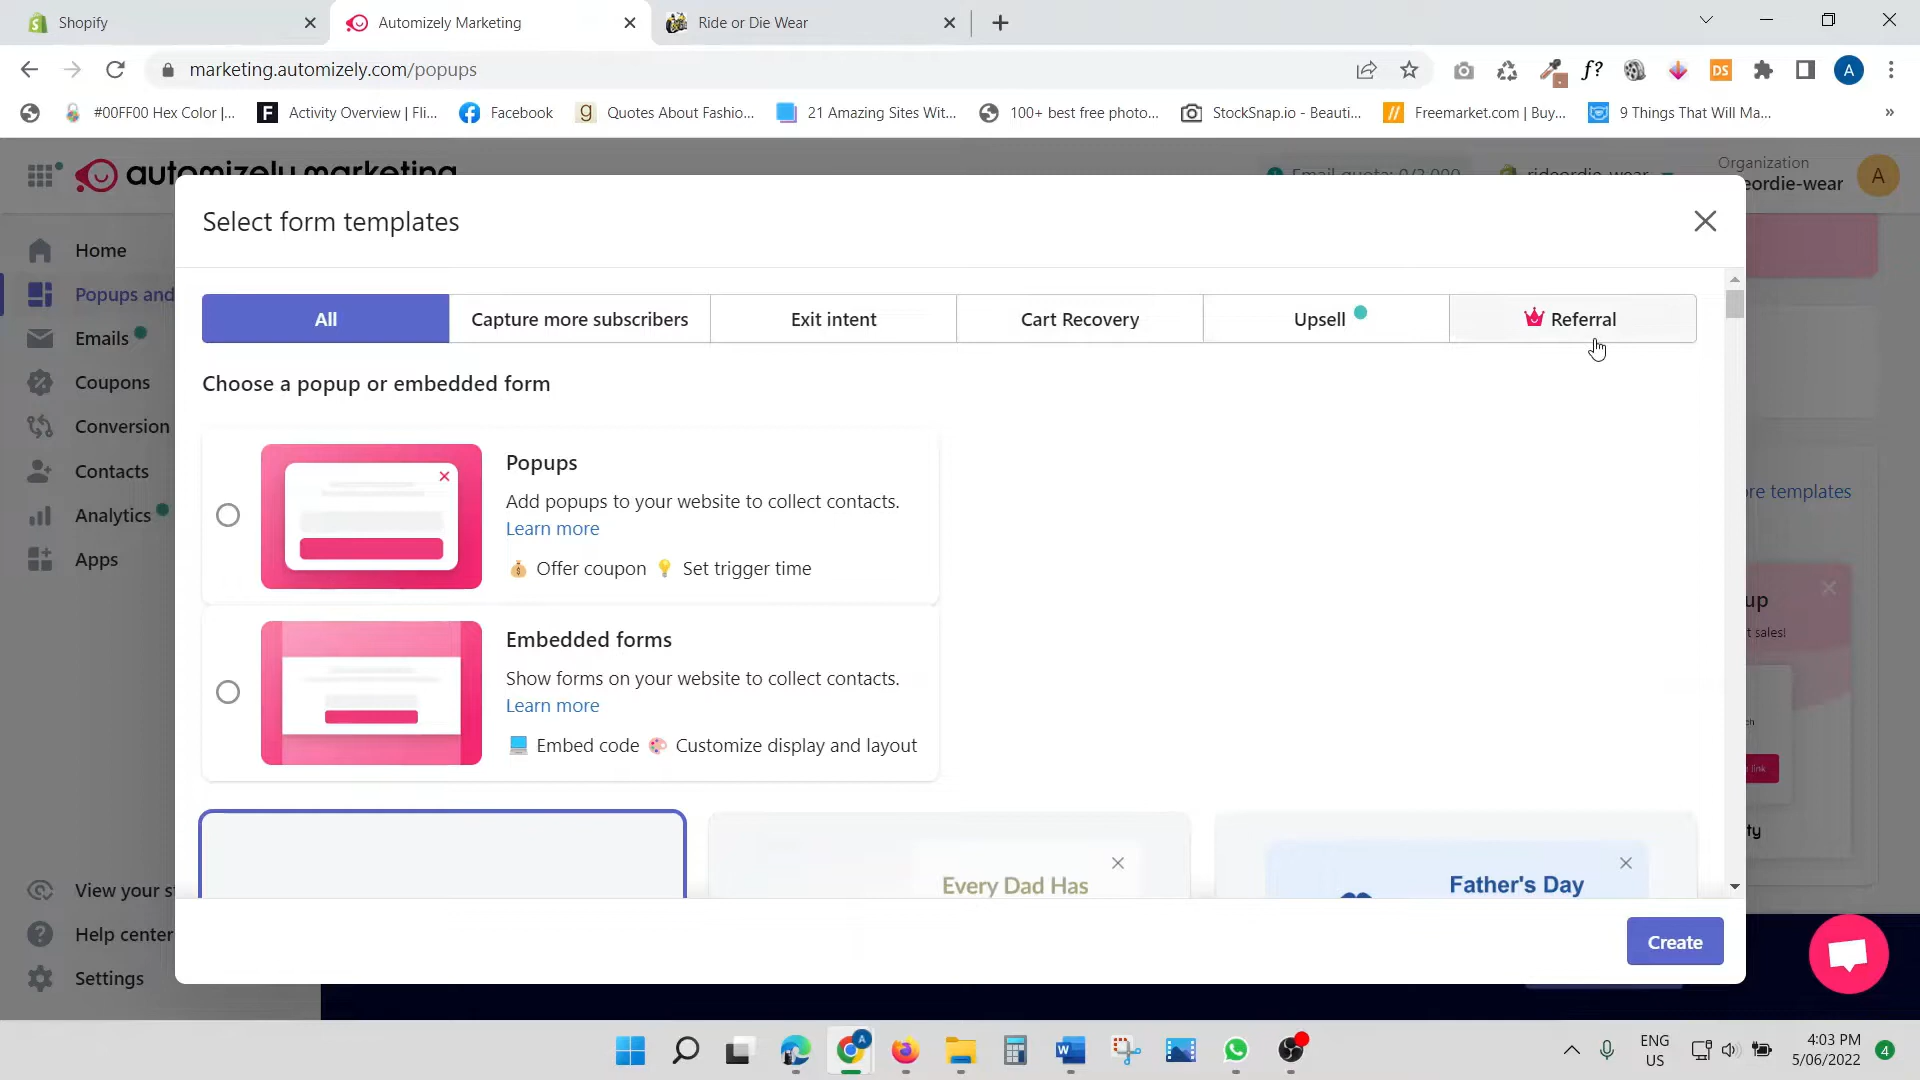 Shopify
Automizely Marketing
Ride or Die Wear
marketing.automizely.com/popups
f?
DS
A
#00FF00 Hex Color |...
Activity Overview | Fli...
Facebook
Quotes About Fashio...
21 Amazing Sites Wit...
100+ best free photo...
StockSnap.io - Beauti...
Freemarket.com | Buy...
9 Things That Will Ma...
»
automizely marketing
Email quota: 0/3,000
rideordie-wear
Organization
eordie-wear
A
Select form templates
Home
Popups and
Emails
Coupons
Conversion
Contacts
Analytics
Apps
View your s
Help center
Settings
All
Capture more subscribers
Exit intent
Cart Recovery
Upsell
Referral
Choose a popup or embedded form
Popups
Add popups to your website to collect contacts.
Learn more
Offer coupon
Set trigger time
Embedded forms
Show forms on your website to collect contacts.
Learn more
Embed code
Customize display and layout
Every Dad Has
Father's Day
re templates
up
t sales!
ch
link
ty
Create
ENG
US
4:03 PM
5/06/2022
4